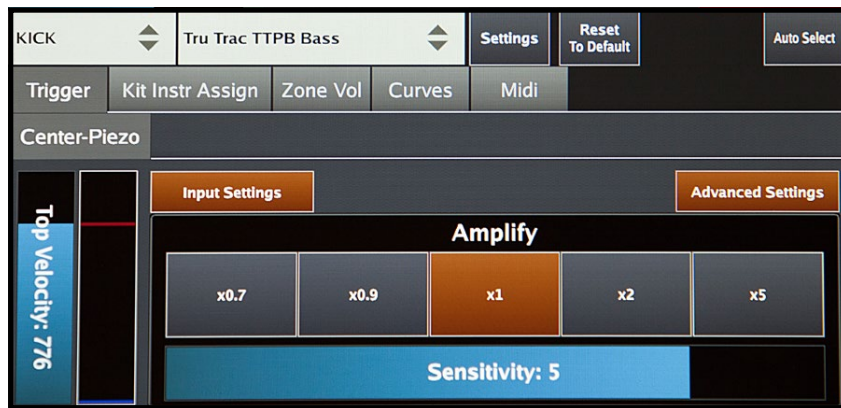 KICK
Tru Trac TTPB Bass
Settings
Reset
To Default
Auto Select
Trigger
Kit Instr Assign
Zone Vol
Curves
Midi
Center-Piezo
Input Settings
Advanced Settings
Top Velocity: 776
Amplify
x0.7
x0.9
x1
x2
x5
Sensitivity: 5